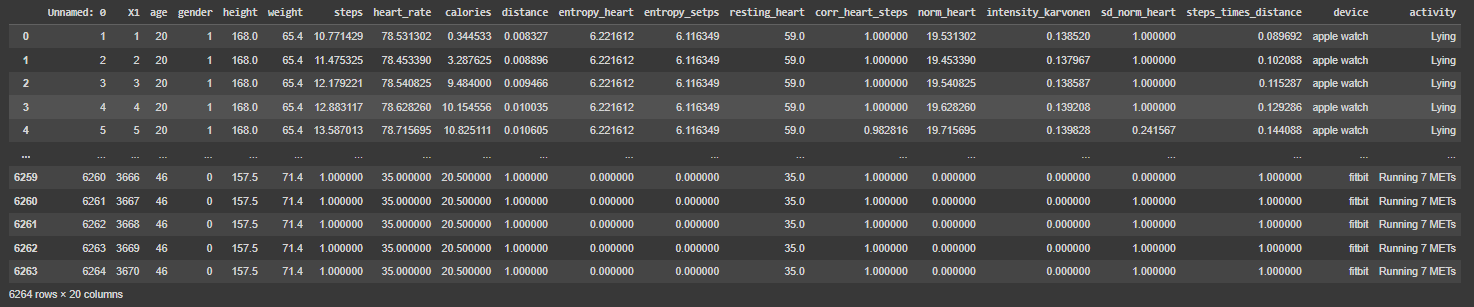 Unnamed: 0 X1 age gender height weight steps heart_rate calories distance entropy_heart entropy_setps resting_heart corr_heart_steps norm_heart intensity_karvonen sd_norm_heart steps_times_distance device activity
0 1 1 20 1 168.0 65.4 10.771429 78.531302 0.344533 0.008327 6.221612 6.116349 59.0 1.000000 19.531302 0.138520 1.000000 0.089692 apple watch Lying
1 2 2 20 1 168.0 65.4 11.475325 78.453390 3.287625 0.008896 6.221612 6.116349 59.0 1.000000 19.453390 0.137967 1.000000 0.102088 apple watch Lying
2 3 3 20 1 168.0 65.4 12.179221 78.540825 9.484000 0.009466 6.221612 6.116349 59.0 1.000000 19.540825 0.138587 1.000000 0.115287 apple watch Lying
3 4 4 20 1 168.0 65.4 12.883117 78.628260 10.154556 0.010035 6.221612 6.116349 59.0 1.000000 19.628260 0.139208 1.000000 0.129286 apple watch Lying
4 5 5 20 1 168.0 65.4 13.587013 78.715695 10.825111 0.010605 6.221612 6.116349 59.0 0.982816 19.715695 0.139828 0.241567 0.144088 apple watch Lying
... ... ... ... ... ... ... ... ... ... ... ... ... ... ... ... ... ... ... ... ...
6259 6260 3666 46 0 157.5 71.4 1.000000 35.000000 20.500000 1.000000 0.000000 0.000000 35.0 1.000000 0.000000 0.000000 0.000000 1.000000 fitbit Running 7 METs
6260 6261 3667 46 0 157.5 71.4 1.000000 35.000000 20.500000 1.000000 0.000000 0.000000 35.0 1.000000 0.000000 0.000000 0.000000 1.000000 fitbit Running 7 METs
6261 6262 3668 46 0 157.5 71.4 1.000000 35.000000 20.500000 1.000000 0.000000 0.000000 35.0 1.000000 0.000000 0.000000 0.000000 1.000000 fitbit Running 7 METs
6262 6263 3669 46 0 157.5 71.4 1.000000 35.000000 20.500000 1.000000 0.000000 0.000000 35.0 1.000000 0.000000 0.000000 0.000000 1.000000 fitbit Running 7 METs
6263 6264 3670 46 0 157.5 71.4 1.000000 35.000000 20.500000 1.000000 0.000000 0.000000 35.0 1.000000 0.000000 0.000000 0.000000 1.000000 fitbit Running 7 METs
6264 rows × 20 columns